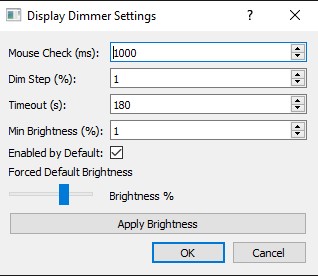 Display Dimmer Settings
Mouse Check (ms): 1000
Dim Step (%): 1
Timeout (s): 180
Min Brightness (%): 1
Enabled by Default:
Forced Default Brightness
Brightness %
Apply Brightness
OK Cancel